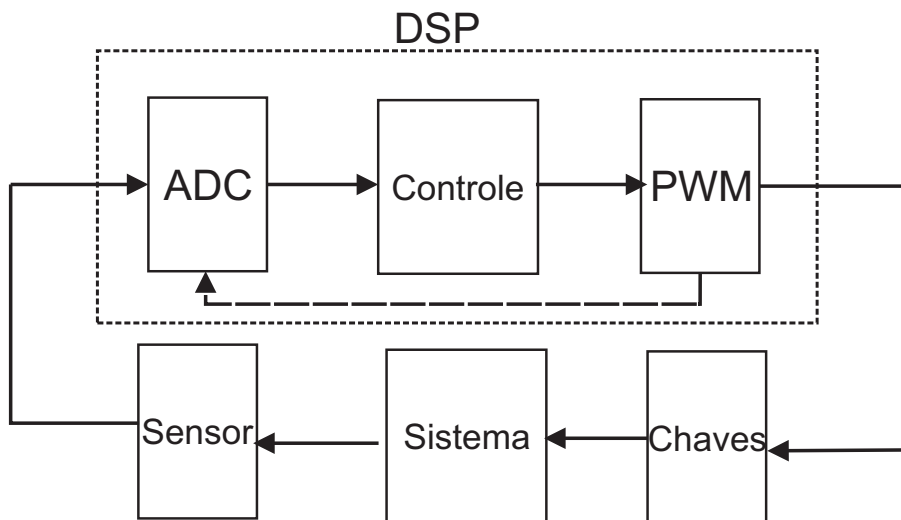 DSP
ADC
Controle
PWM
Sensor
Sistema
Chaves